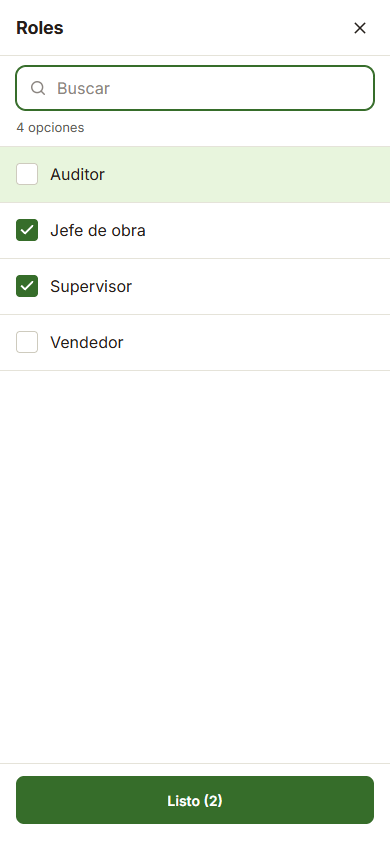 Roles
Buscar
4 opciones
Auditor
Jefe de obra
Supervisor
Vendedor
Listo (2)